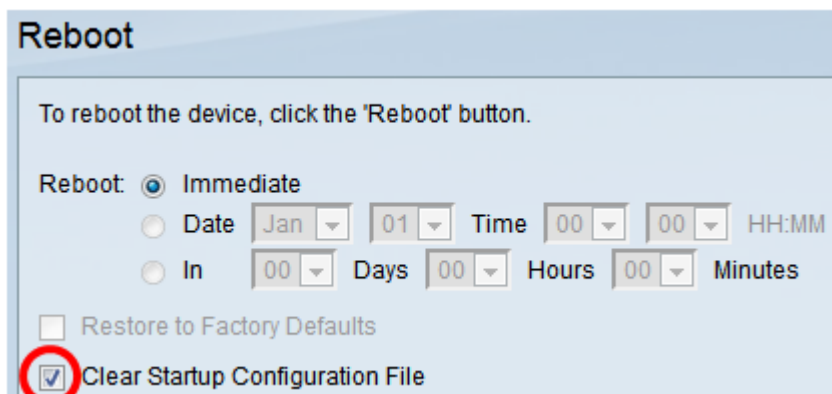 Reboot
To reboot the device, click the 'Reboot' button.
Reboot: Immediate
Date Jan 01 Time 00 00 HH:MM
In 00 Days 00 Hours 00 Minutes
Restore to Factory Defaults
Clear Startup Configuration File